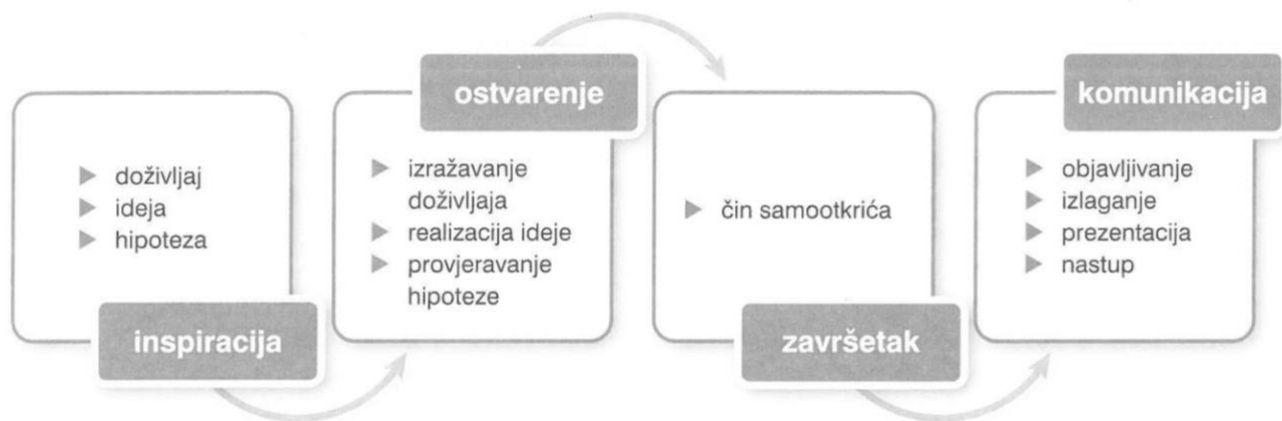 inspiracija
doživljaj
ideja
hipoteza
ostvarenje
izražavanje
doživljaja
realizacija ideje
provjeravanje
hipoteze
završetak
čin samootkrića
komunikacija
objavljivanje
izlaganje
prezentacija
nastup